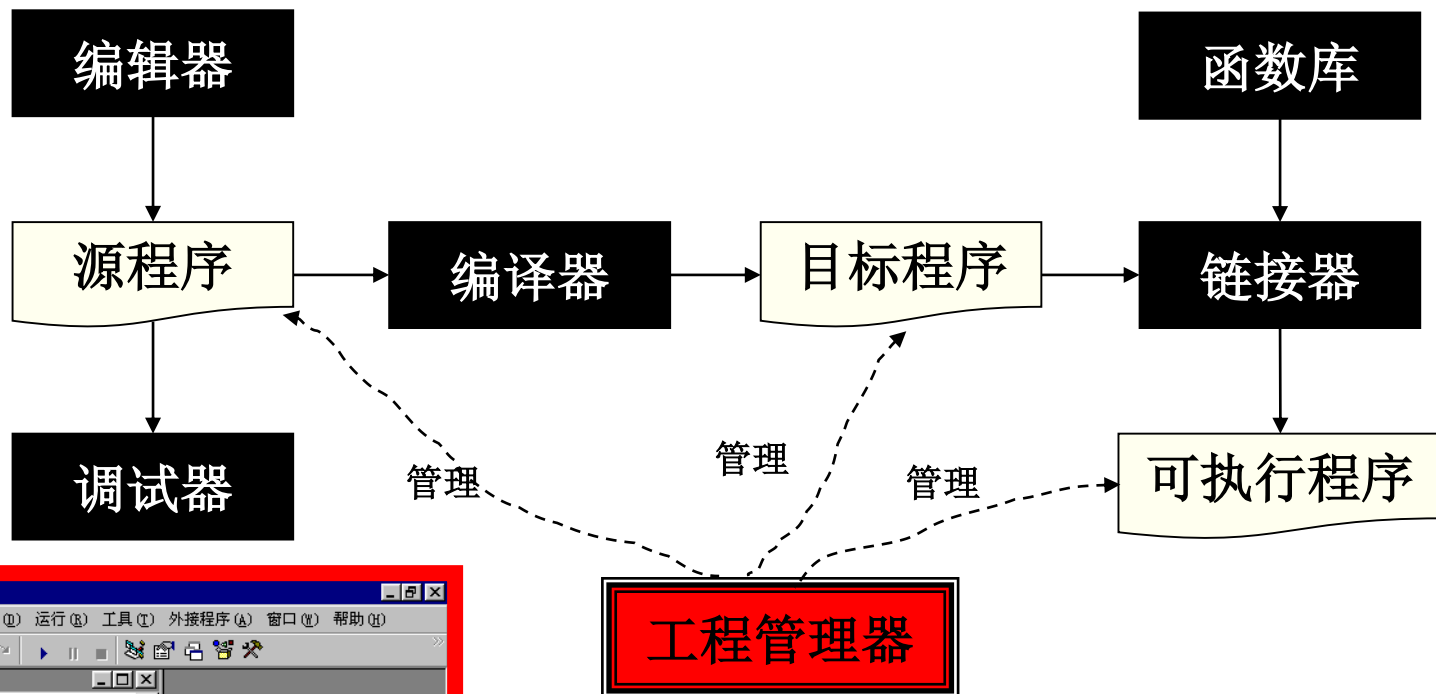 编辑器
函数库
源程序
编译器
目标程序
链接器
调试器
管理
管理
管理
可执行程序
工程管理器
(D) 运行(R) 工具(T) 外接程序(A) 窗口(W) 帮助(H)